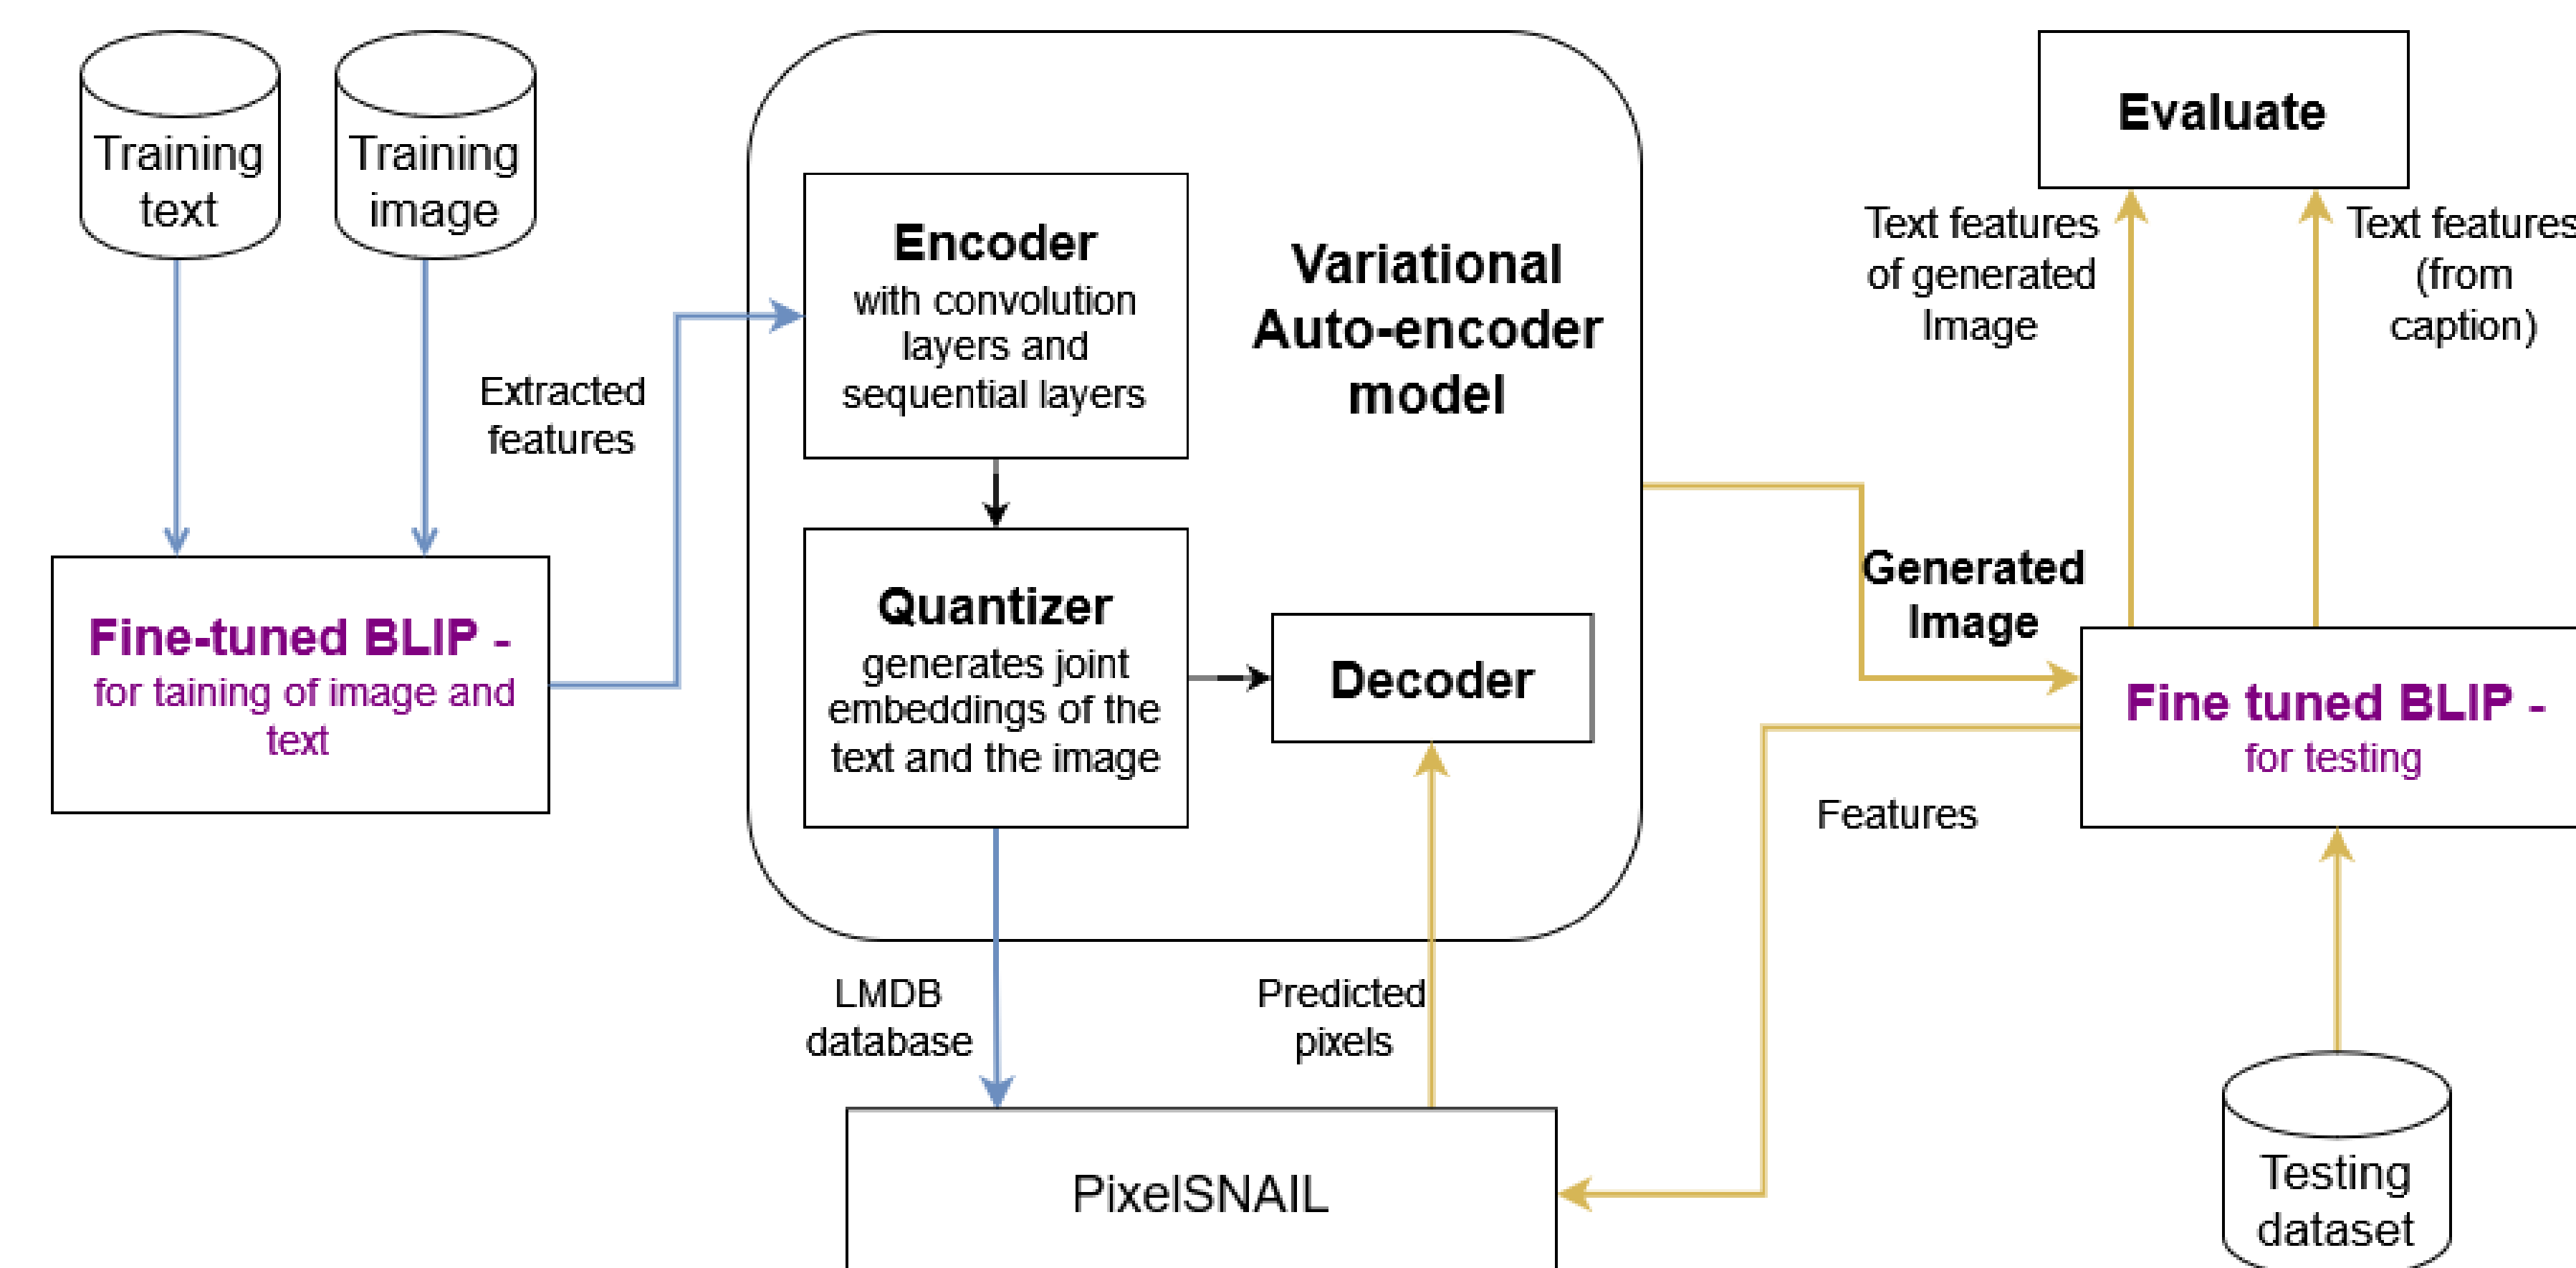 Training
text
Training
image
Extracted
features
Fine-tuned BLIP -
for taining of image and
text
Encoder
with convolution
layers and
sequential layers
Variational
Auto-encoder
model
Quantizer
generates joint
embeddings of the
text and the image
Decoder
LMDB
database
Predicted
pixels
PixelSNAIL
Evaluate
Text features
of generated
Image
Text features
(from
caption)
Generated
Image
Fine tuned BLIP -
for testing
Features
Testing
dataset